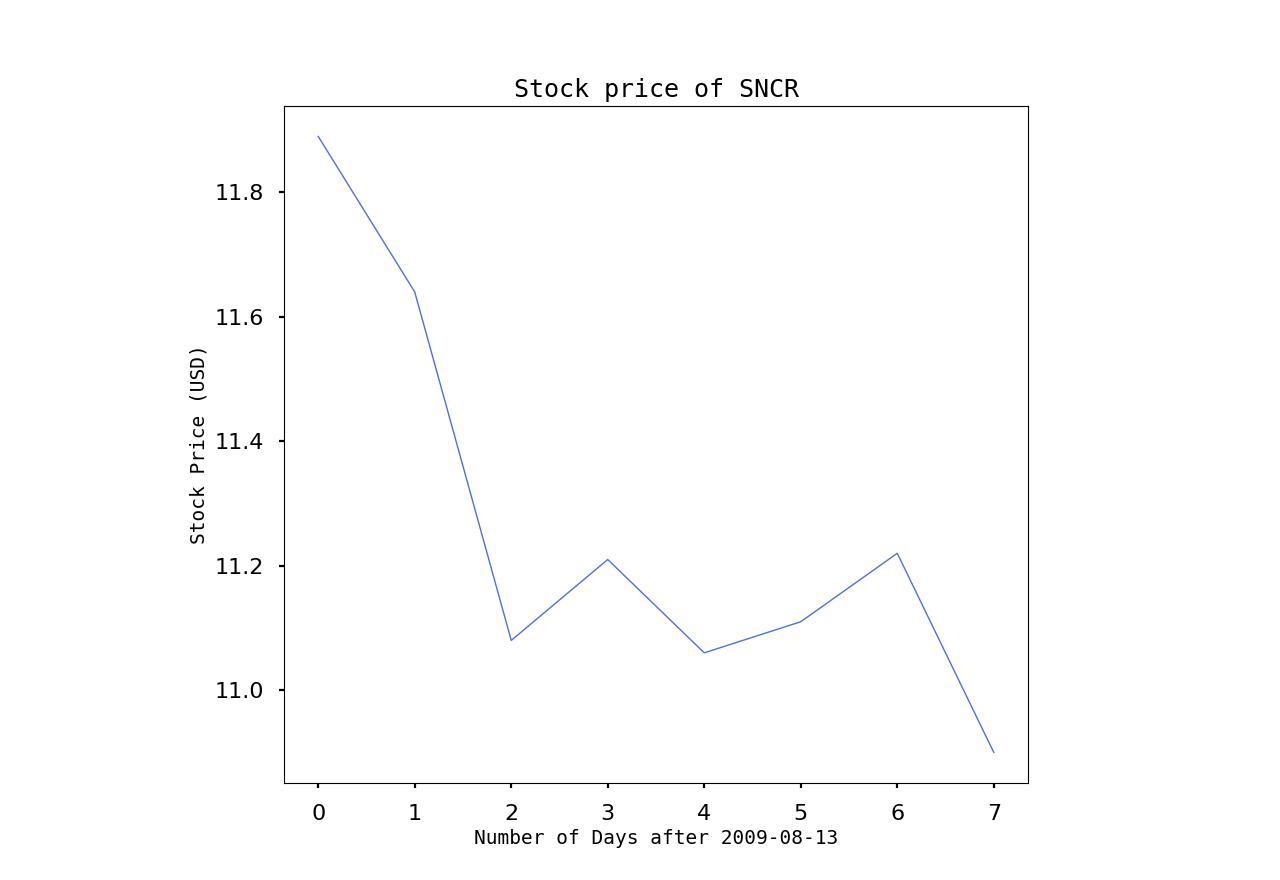 Stock price of SNCR
Stock Price (USD)
11.8
11.6
11.4
11.2
11.0
0 1 2 3 4 5 6 7
Number of Days after 2009-08-13